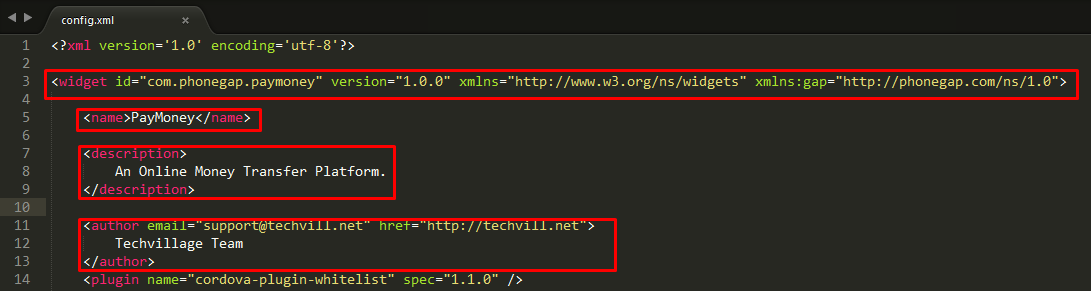 config.xml ×
1 <?xml version='1.0' encoding='utf-8'?>
2
3 <widget id="com.phonegap.paymoney" version="1.0.0" xmlns="http://www.w3.org/ns/widgets" xmlns:gap="http://phonegap.com/ns/1.0">
4
5 <name>PayMoney</name>
6
7 <description>
8 An Online Money Transfer Platform.
9 </description>
10
11 <author email="support@techvill.net" href="http://techvill.net">
12 Techvillage Team
13 </author>
14 <plugin name="cordova-plugin-whitelist" spec="1.1.0" />